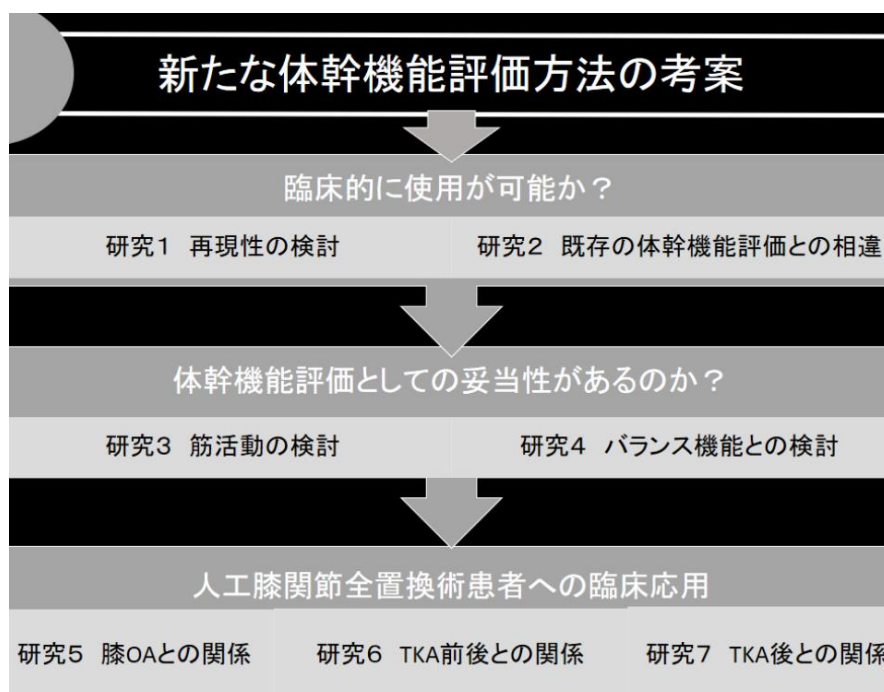 新たな体幹機能評価方法の考案
臨床的に使用が可能か？
研究１ 再現性の検討 研究２ 既存の体幹機能評価との相違
体幹機能評価としての妥当性があるのか？
研究３ 筋活動の検討 研究４ バランス機能との検討
人工膝関節全置換術患者への臨床応用
研究５ 膝OAとの関係 研究６ TKA前後との関係 研究７ TKA後との関係